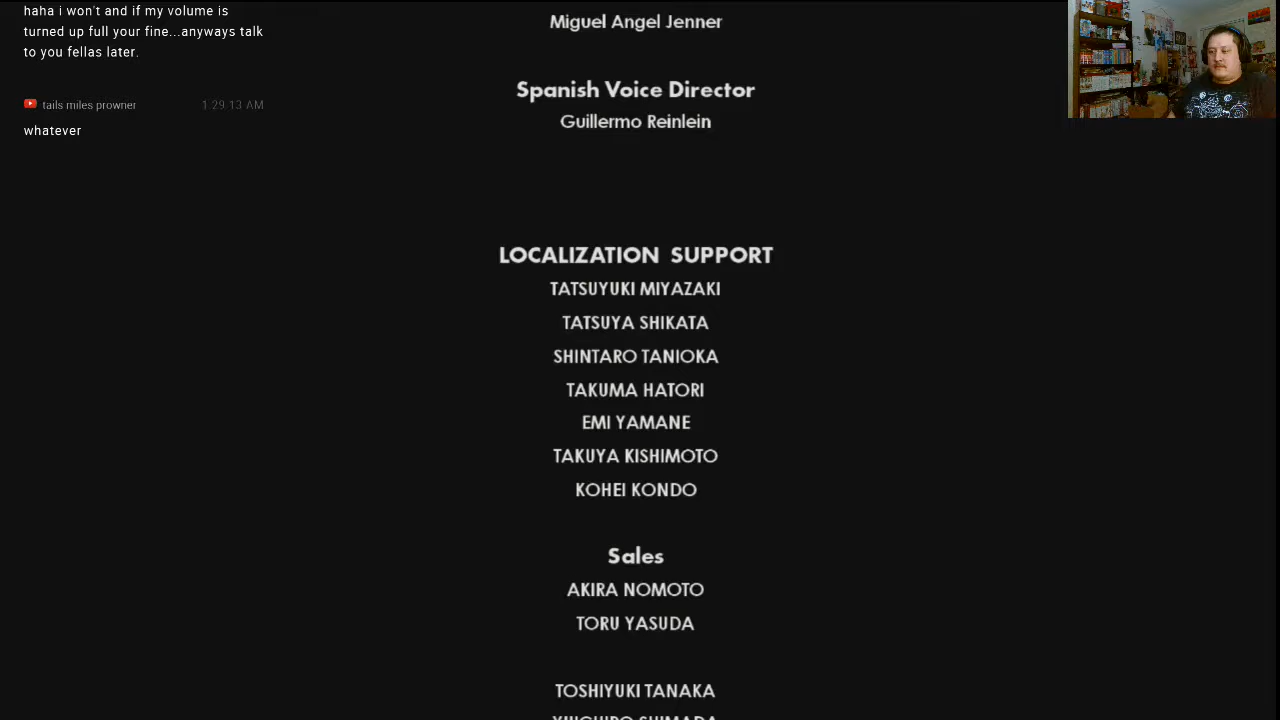 haha i won't and if my volume is
turned up full your fine...anyways talk
to you fellas later.
tails miles prowner 1:29:13 AM
whatever
Miguel Angel Jenner
Spanish Voice Director
Guillermo Reinlein
LOCALIZATION SUPPORT
TATSUYUKI MIYAZAKI
TATSUYA SHIKATA
SHINTARO TANIOKA
TAKUMA HATORI
EMI YAMANE
TAKUYA KISHIMOTO
KOHEI KONDO
Sales
AKIRA NOMOTO
TORU YASUDA
TOSHIYUKI TANAKA